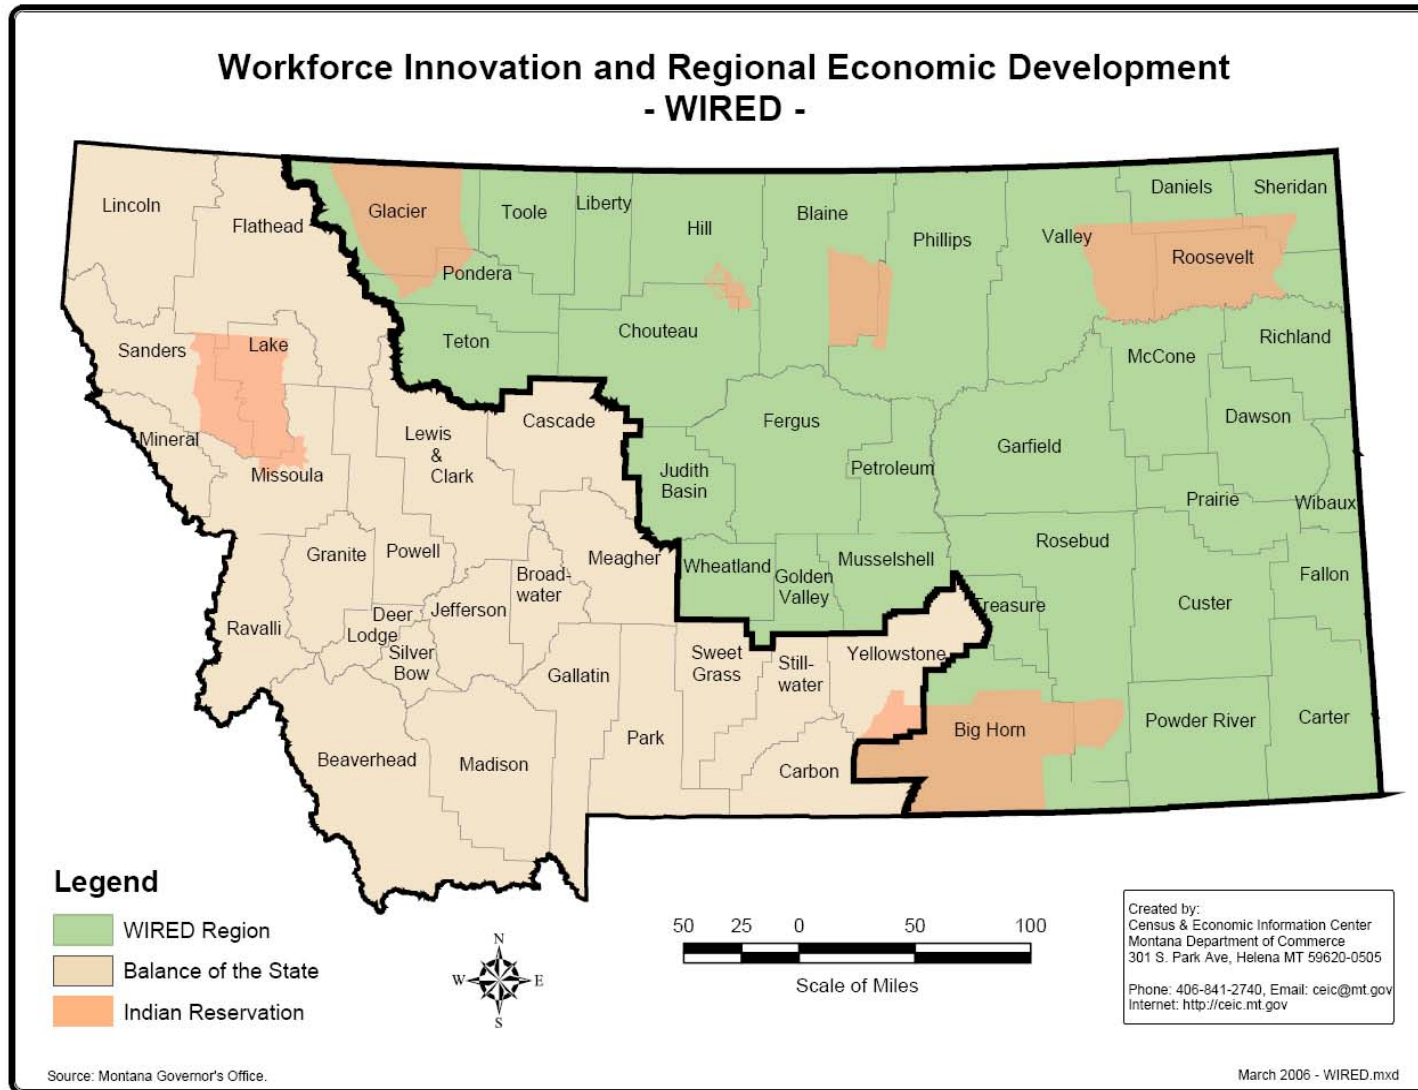 Workforce Innovation and Regional Economic Development
- WIRED -
Lincoln
Flathead
Glacier
Toole
Liberty
Hill
Blaine
Phillips
Valley
Daniels
Sheridan
Roosevelt
Pondera
Teton
Chouteau
Richland
McCone
Sanders
Lake
Cascade
Fergus
Garfield
Dawson
Mineral
Missoula
Lewis
&
Clark
Judith
Basin
Petroleum
Prairie
Wibaux
Granite
Powell
Meagher
Broad-
water
Wheatland
Golden
Valley
Musselshell
Rosebud
Fallon
Custer
Treasure
Ravalli
Deer
Lodge
Jefferson
Silver
Bow
Gallatin
Sweet
Grass
Still-
water
Yellowstone
Beaverhead
Madison
Park
Carbon
Big Horn
Powder River
Carter
Legend
WIRED Region
Balance of the State
Indian Reservation
N
W
E
S
50 25 0 50 100
Scale of Miles
Created by:
Census & Economic Information Center
Montana Department of Commerce
301 S. Park Ave, Helena MT 59620-0505
Phone: 406-841-2740, Email: ceic@mt.gov
Internet: http://ceic.mt.gov
Source: Montana Governor's Office.
March 2006 - WIRED.mxd